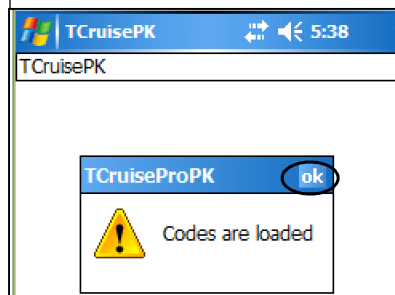 TCruisePK 5:38
TCruisePK
TCruiseProPK ok
Codes are loaded